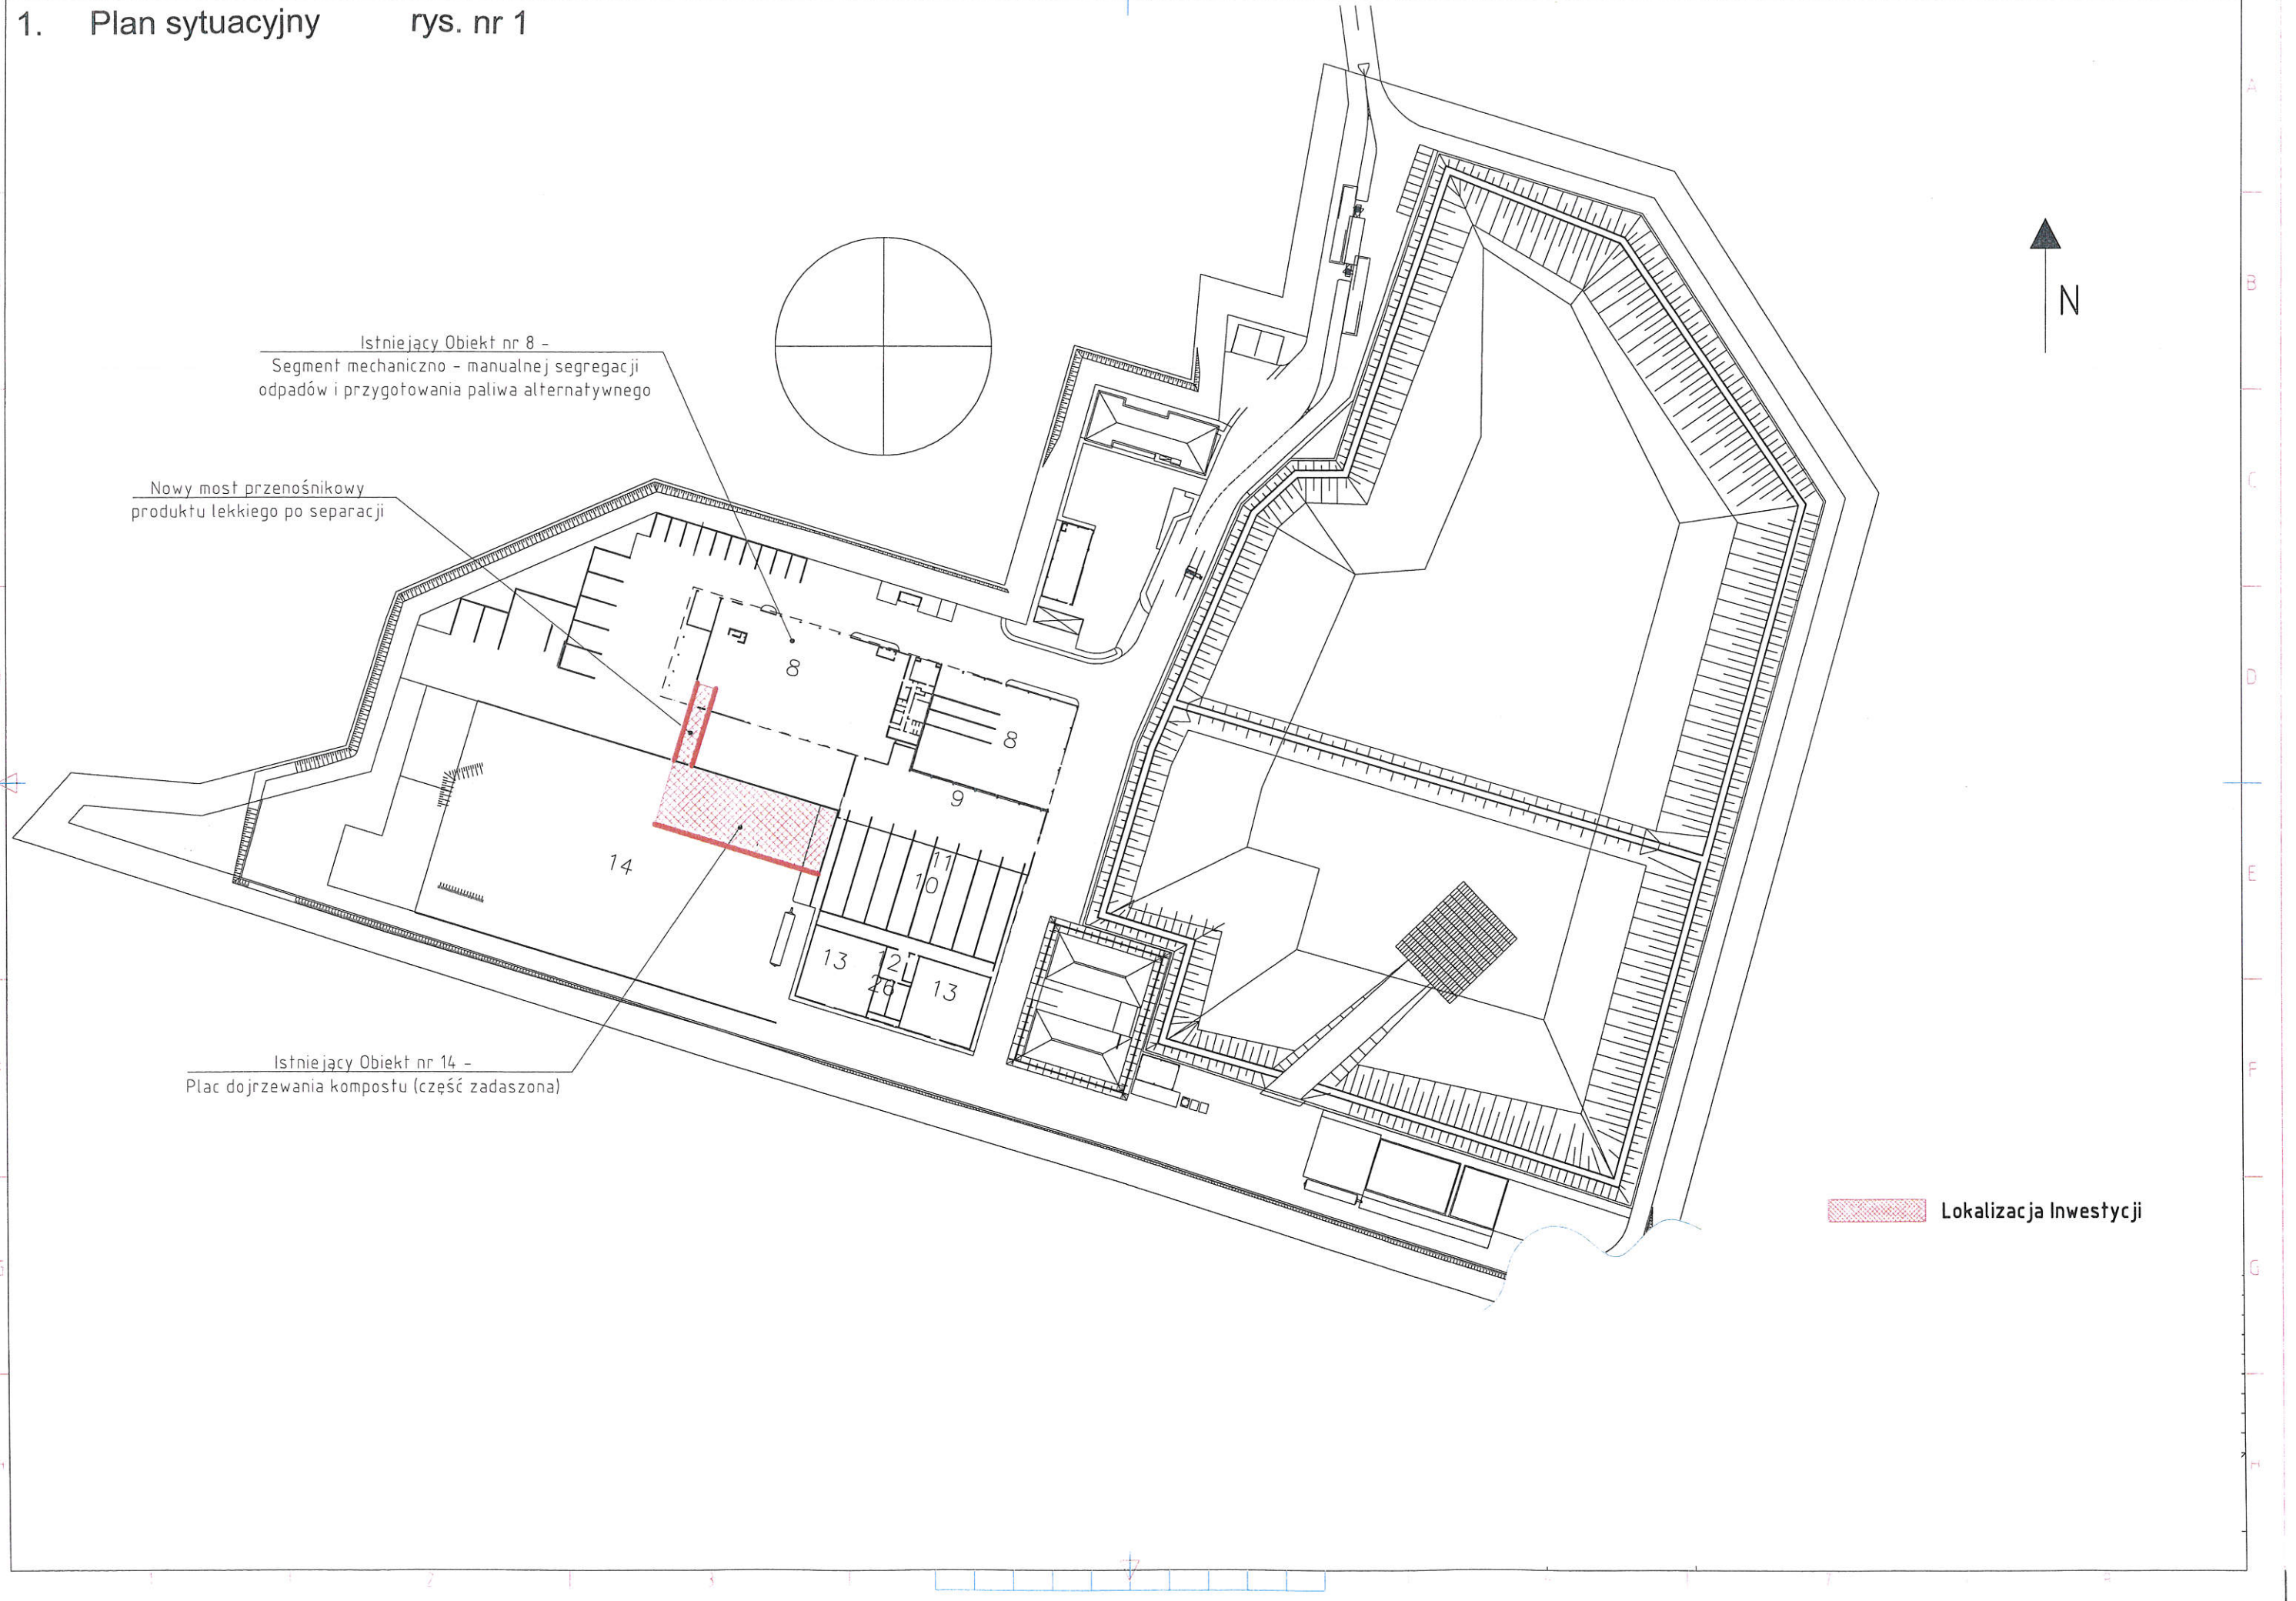 1. Plan sytuacyjny rys. nr 1
A
N
B
Istniejący Obiekt nr 8 -
Segment mechaniczno - manualnej segregacji
odpadów i przygotowania paliwa alternatywnego
C
Nowy most przenośnikowy
produktu lekkiego po separacji
8
D
8
9
14
11
10
E
13
12
26
13
Istniejący Obiekt nr 14 -
Plac dojrzewania kompostu (część zadaszona)
F
Lokalizacja Inwestycji
G
H